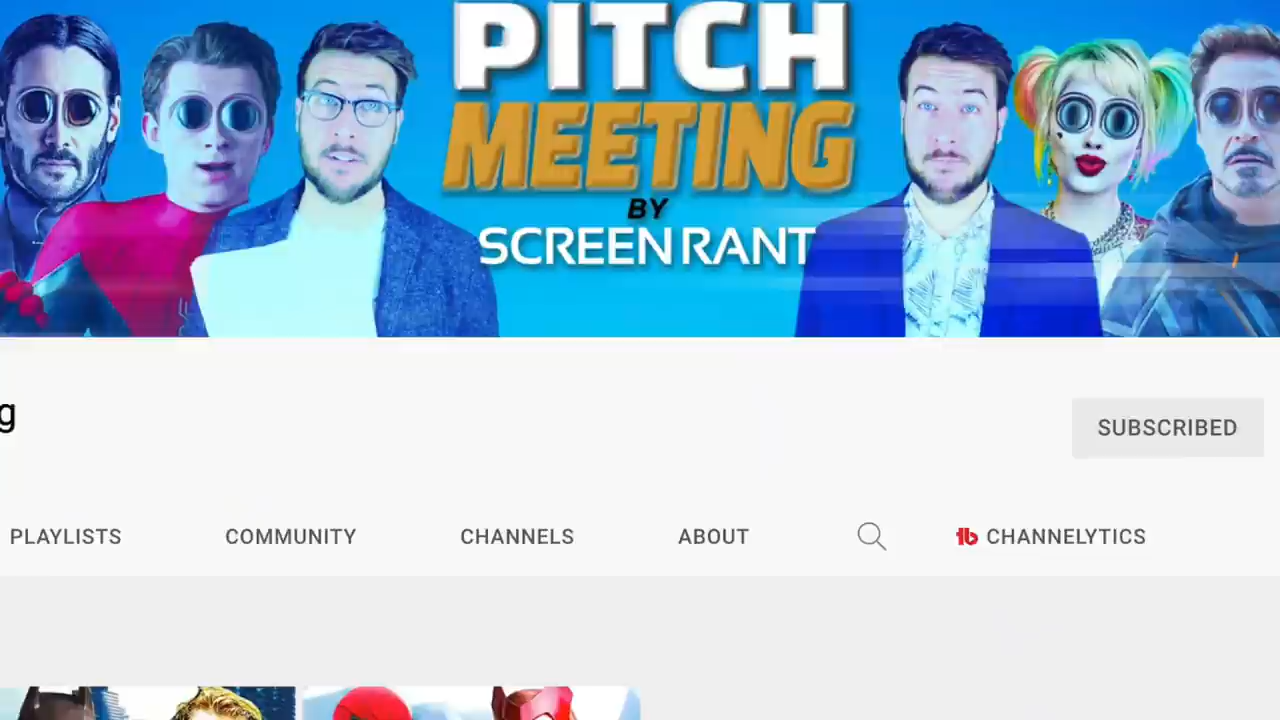 PITCH
MEETING
BY
SCREEN RANT
g
SUBSCRIBED
PLAYLISTS COMMUNITY CHANNELS ABOUT CHANNELYTICS